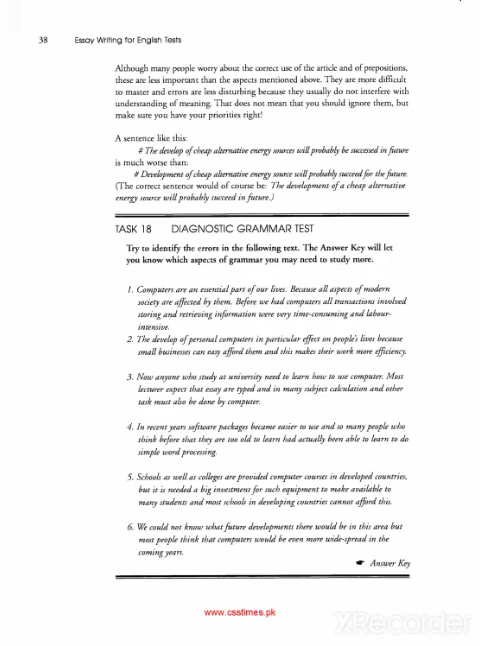 38 Essay Writing for English Tests
Although many people worry about the correct use of the article and of prepositions,
these are less important than the aspects mentioned above. They are more difficult
to master and errors are less disturbing because they usually do not interfere with
understanding of meaning. That does not mean that you should ignore them, but
make sure you have your priorities right!
A sentence like this:
# The develop of cheap alternative energy sources will probably be successed in future
is much worse than:
# Development of cheap alternative energy source will probably succeed for the future.
(The correct sentence would of course be: The development of a cheap alternative
energy source will probably succeed in future.)
TASK 18 DIAGNOSTIC GRAMMAR TEST
Try to identify the errors in the following text. The Answer Key will let
you know which aspects of grammar you may need to study more.
1. Computers are an essential part of our lives. Because all aspects of modern
society are affected by them. Before we had computers all transactions involved
storing and retrieving information were very time-consuming and labour-
intensive.
2. The develop of personal computers in particular effect on people's lives because
small businesses can easy afford them and this makes their work more efficiency.
3. Now anyone who study at university need to learn how to use computer. Most
lecturer expect that essay are typed and in many subject calculation and other
task must also be done by computer.
4. In recent years software packages became easier to use and so many people who
think before that they are too old to learn had actually been able to learn to do
simple word processing.
5. Schools as well as colleges are provided computer courses in developed countries,
but it is needed a big investment for such equipment to make available to
many students and most schools in developing countries cannot afford this.
6. We could not know what future developments there would be in this area but
most people think that computers would be even more wide-spread in the
coming years.
☛ Answer Key
www.csstimes.pk
XRecorder